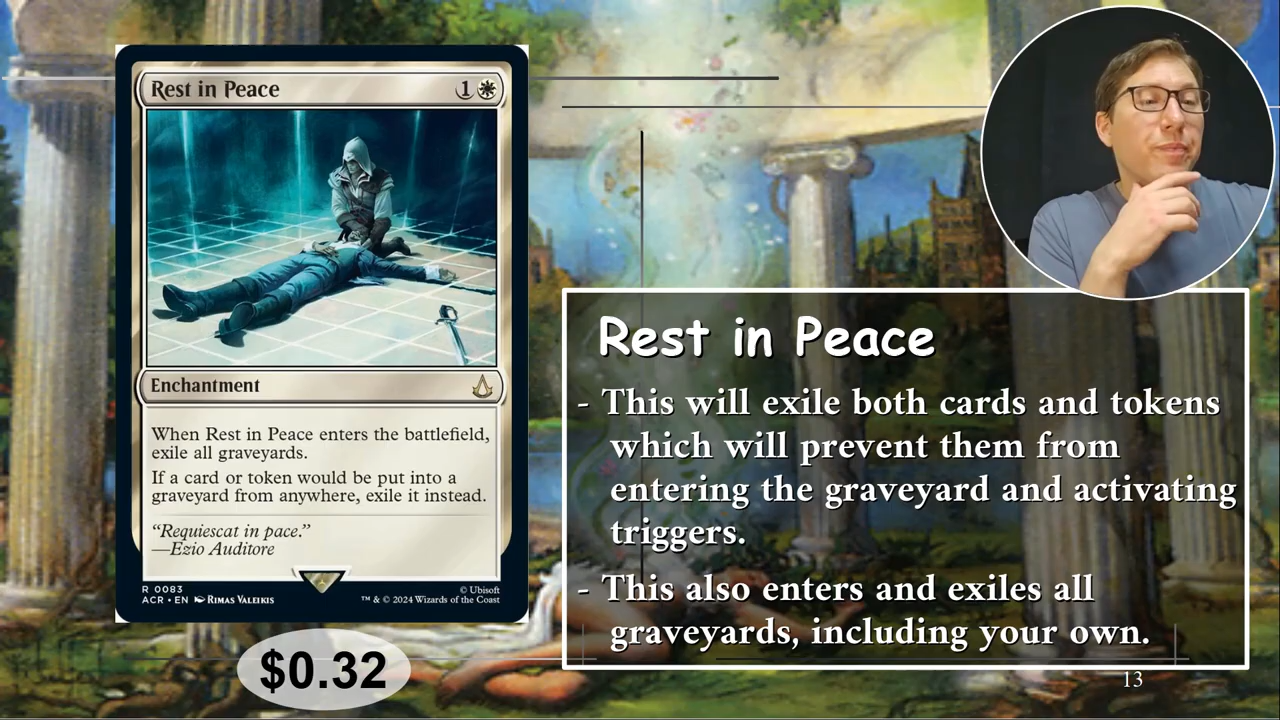 Rest in Peace 1
Enchantment
When Rest in Peace enters the battlefield,
exile all graveyards.
If a card or token would be put into a
graveyard from anywhere, exile it instead.
“Requiescat in pace.”
—Ezio Auditore
R 0083
ACR • EN RIMAS VALEIKIS
© Ubisoft
™ & © 2024 Wizards of the Coast
$0.32
Rest in Peace
- This will exile both cards and tokens
which will prevent them from
entering the graveyard and activating
triggers.
- This also enters and exiles all
graveyards, including your own.
13